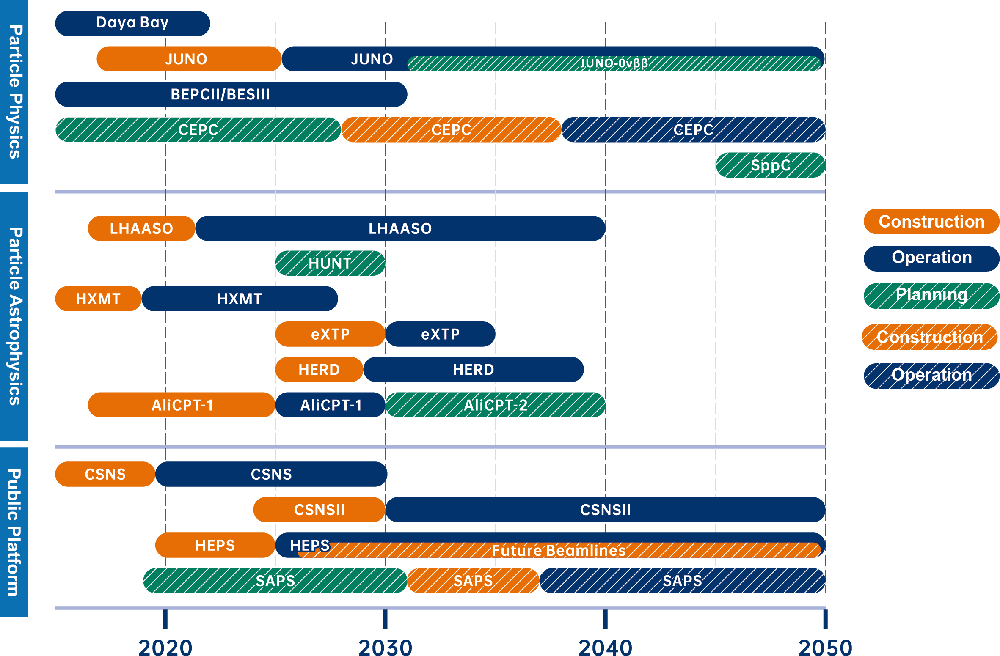 Particle Physics
Daya Bay
JUNO
JUNO
JUNO-0νββ
BEPCII/BESIII
CEPC
CEPC
CEPC
SppC
Particle Astrophysics
LHAASO
LHAASO
HUNT
HXMT
HXMT
eXTP
eXTP
HERD
HERD
AliCPT-1
AliCPT-1
AliCPT-2
Public Platform
CSNS
CSNS
CSNSII
CSNSII
HEPS
HEPS
Future Beamlines
SAPS
SAPS
SAPS
2020
2030
2040
2050
Construction
Operation
Planning
Construction
Operation